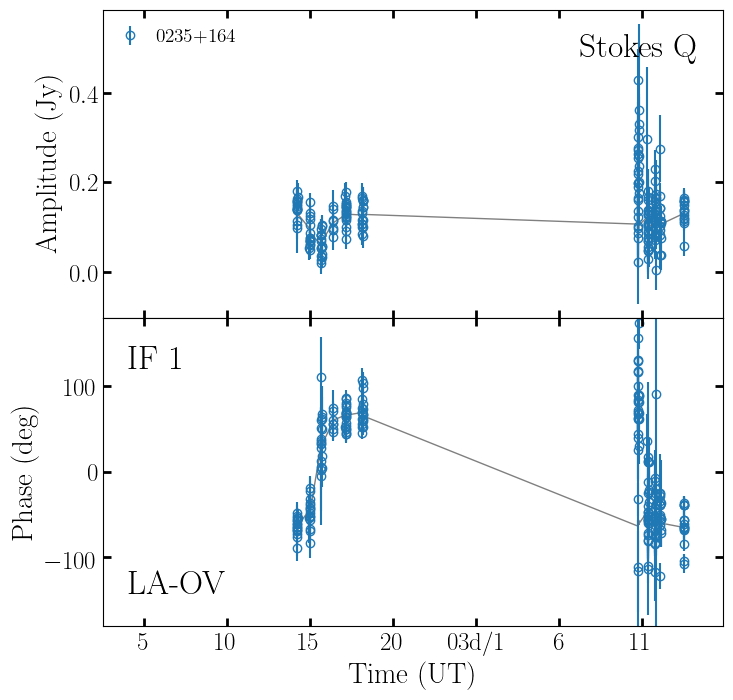 0235+164
Stokes Q
Amplitude (Jy)
0.4
0.2
0.0
IF 1
Phase (deg)
100
0
−100
LA-OV
5 10 15 20 03d/1 6 11
Time (UT)